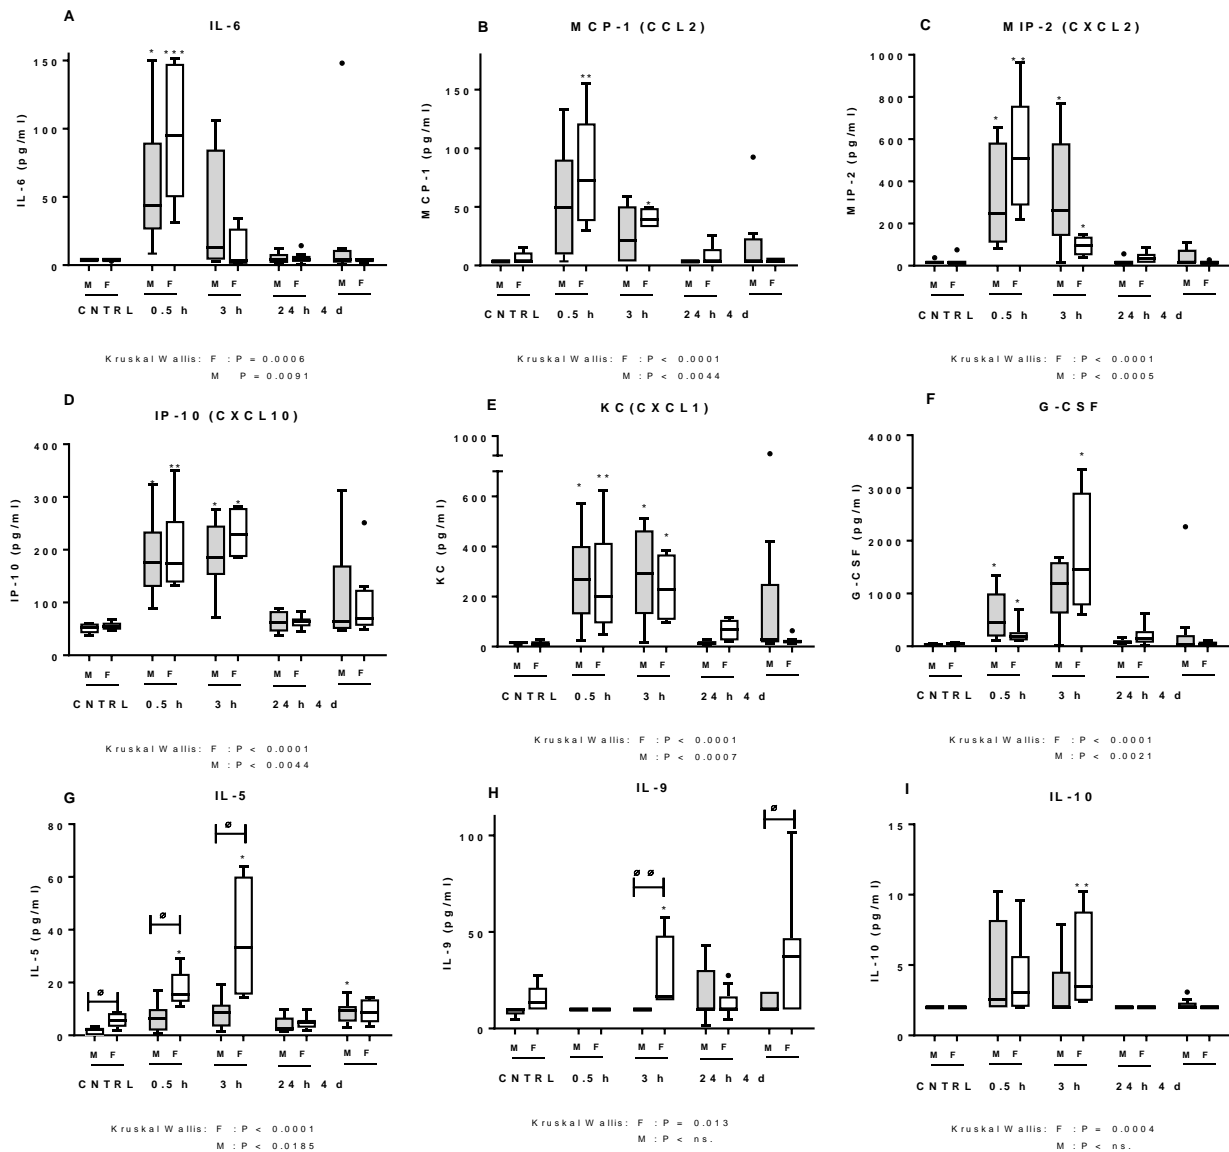 A
IL-6
* ***
150
100
50
0
IL-6 (pg/ml)
M F M F M F M F M F
CNTRL 0.5 h 3 h 24 h 4 d
Kruskal Wallis: F : P = 0.0006
M P = 0.0091
B
MCP-1 (CCL2)
**
*
150
100
50
0
MCP-1 (pg/ml)
M F M F M F M F M F
CNTRL 0.5 h 3 h 24 h 4 d
Kruskal Wallis: F : P < 0.0001
M : P < 0.0044
C
MIP-2 (CXCL2)
* ** * *
1000
800
600
400
200
0
MIP-2 (pg/ml)
M F M F M F M F M F
CNTRL 0.5 h 3 h 24 h 4 d
Kruskal Wallis: F : P < 0.0001
M : P < 0.0005
D
IP-10 (CXCL10)
* ** * *
400
300
200
100
0
IP-10 (pg/ml)
M F M F M F M F M F
CNTRL 0.5 h 3 h 24 h 4 d
Kruskal Wallis: F : P < 0.0001
M : P < 0.0044
E
KC(CXCL1)
* ** * *
1000
600
400
200
0
KC (pg/ml)
M F M F M F M F M F
CNTRL 0.5 h 3 h 24 h 4 d
Kruskal Wallis: F : P < 0.0001
M : P < 0.0007
F
G-CSF
* * *
4000
3000
2000
1000
0
G-CSF (pg/ml)
M F M F M F M F M F
CNTRL 0.5 h 3 h 24 h 4 d
Kruskal Wallis: F : P < 0.0001
M : P < 0.0021
G
IL-5
ø ø ø
* * *
80
60
40
20
0
IL-5 (pg/ml)
M F M F M F M F M F
CNTRL 0.5 h 3 h 24 h 4 d
Kruskal Wallis: F : P < 0.0001
M : P < 0.0185
H
IL-9
ø ø ø
*
100
50
0
IL-9 (pg/ml)
M F M F M F M F M F
CNTRL 0.5 h 3 h 24 h 4 d
Kruskal Wallis: F : P = 0.013
M : P < ns.
I
IL-10
**
15
10
5
0
IL-10 (pg/ml)
M F M F M F M F M F
CNTRL 0.5 h 3 h 24 h 4 d
Kruskal Wallis: F : P = 0.0004
M : P < ns.